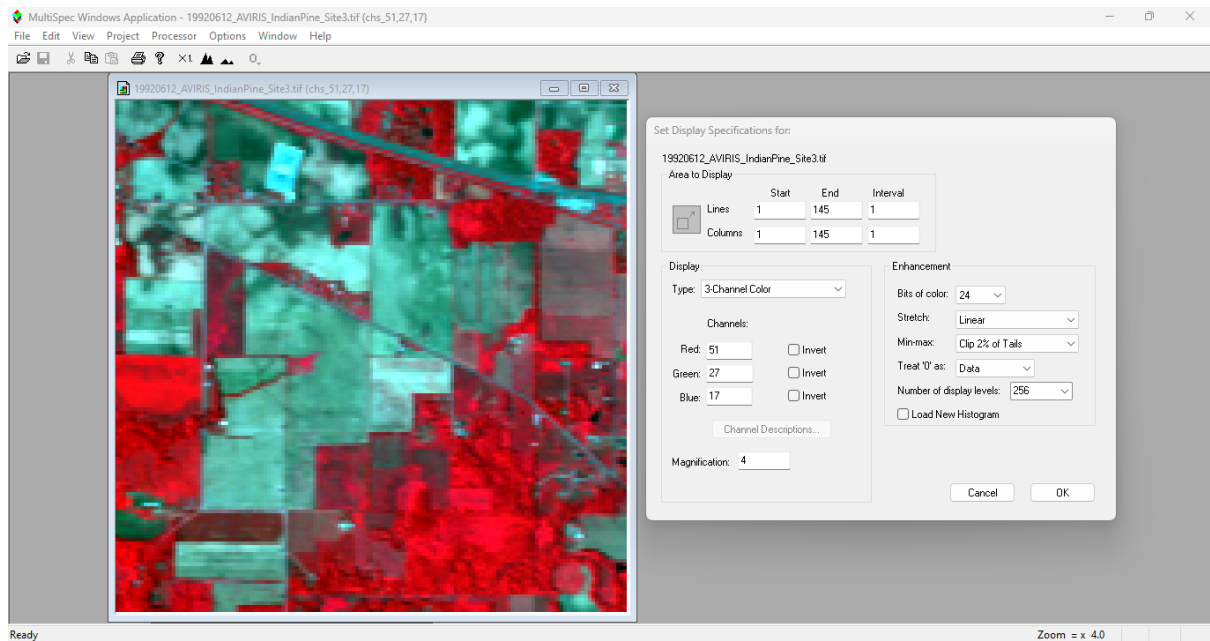 MultiSpec Windows Application - 19920612_AVIRIS_IndianPine_Site3.tif (chs_51,27,17)
File Edit View Project Processor Options Window Help
×1
0.
19920612_AVIRIS_IndianPine_Site3.tif (chs_51,27,17)
Set Display Specifications for:
19920612_AVIRIS_IndianPine_Site3.tif
Area to Display
Start End Interval
Lines 1 145 1
Columns 1 145 1
Display
Type: 3-Channel Color
Channels:
Red: 51 Invert
Green: 27 Invert
Blue: 17 Invert
Channel Descriptions...
Magnification: 4
Enhancement
Bits of color: 24
Stretch: Linear
Min-max: Clip 2% of Tails
Treat '0' as: Data
Number of display levels: 256
Load New Histogram
Cancel OK
Ready Zoom = x 4.0